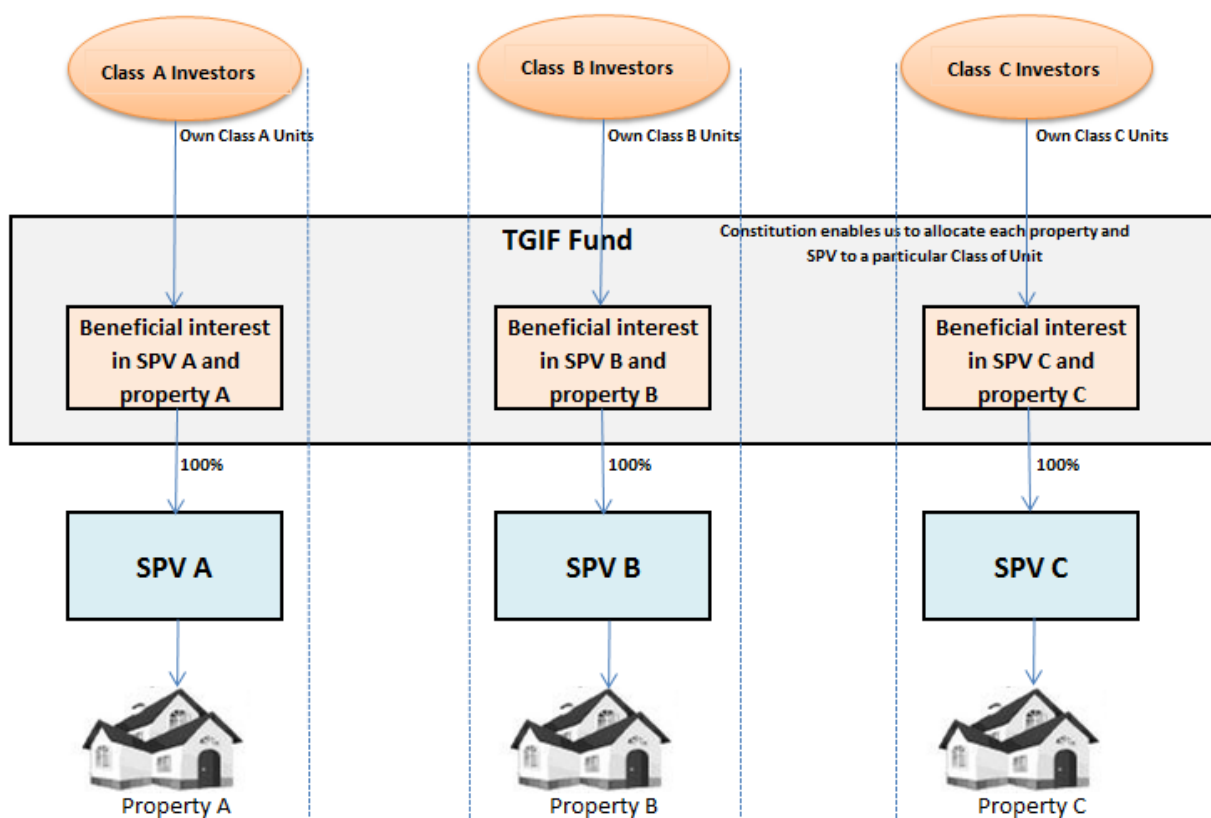 Class A Investors
Class B Investors
Class C Investors
Own Class A Units
Own Class B Units
Own Class C Units
TGIF Fund
Constitution enables us to allocate each property and
SPV to a particular Class of Unit
Beneficial interest
in SPV A and
property A
Beneficial interest
in SPV B and
property B
Beneficial interest
in SPV C and
property C
100%
100%
100%
SPV A
SPV B
SPV C
Property A
Property B
Property C